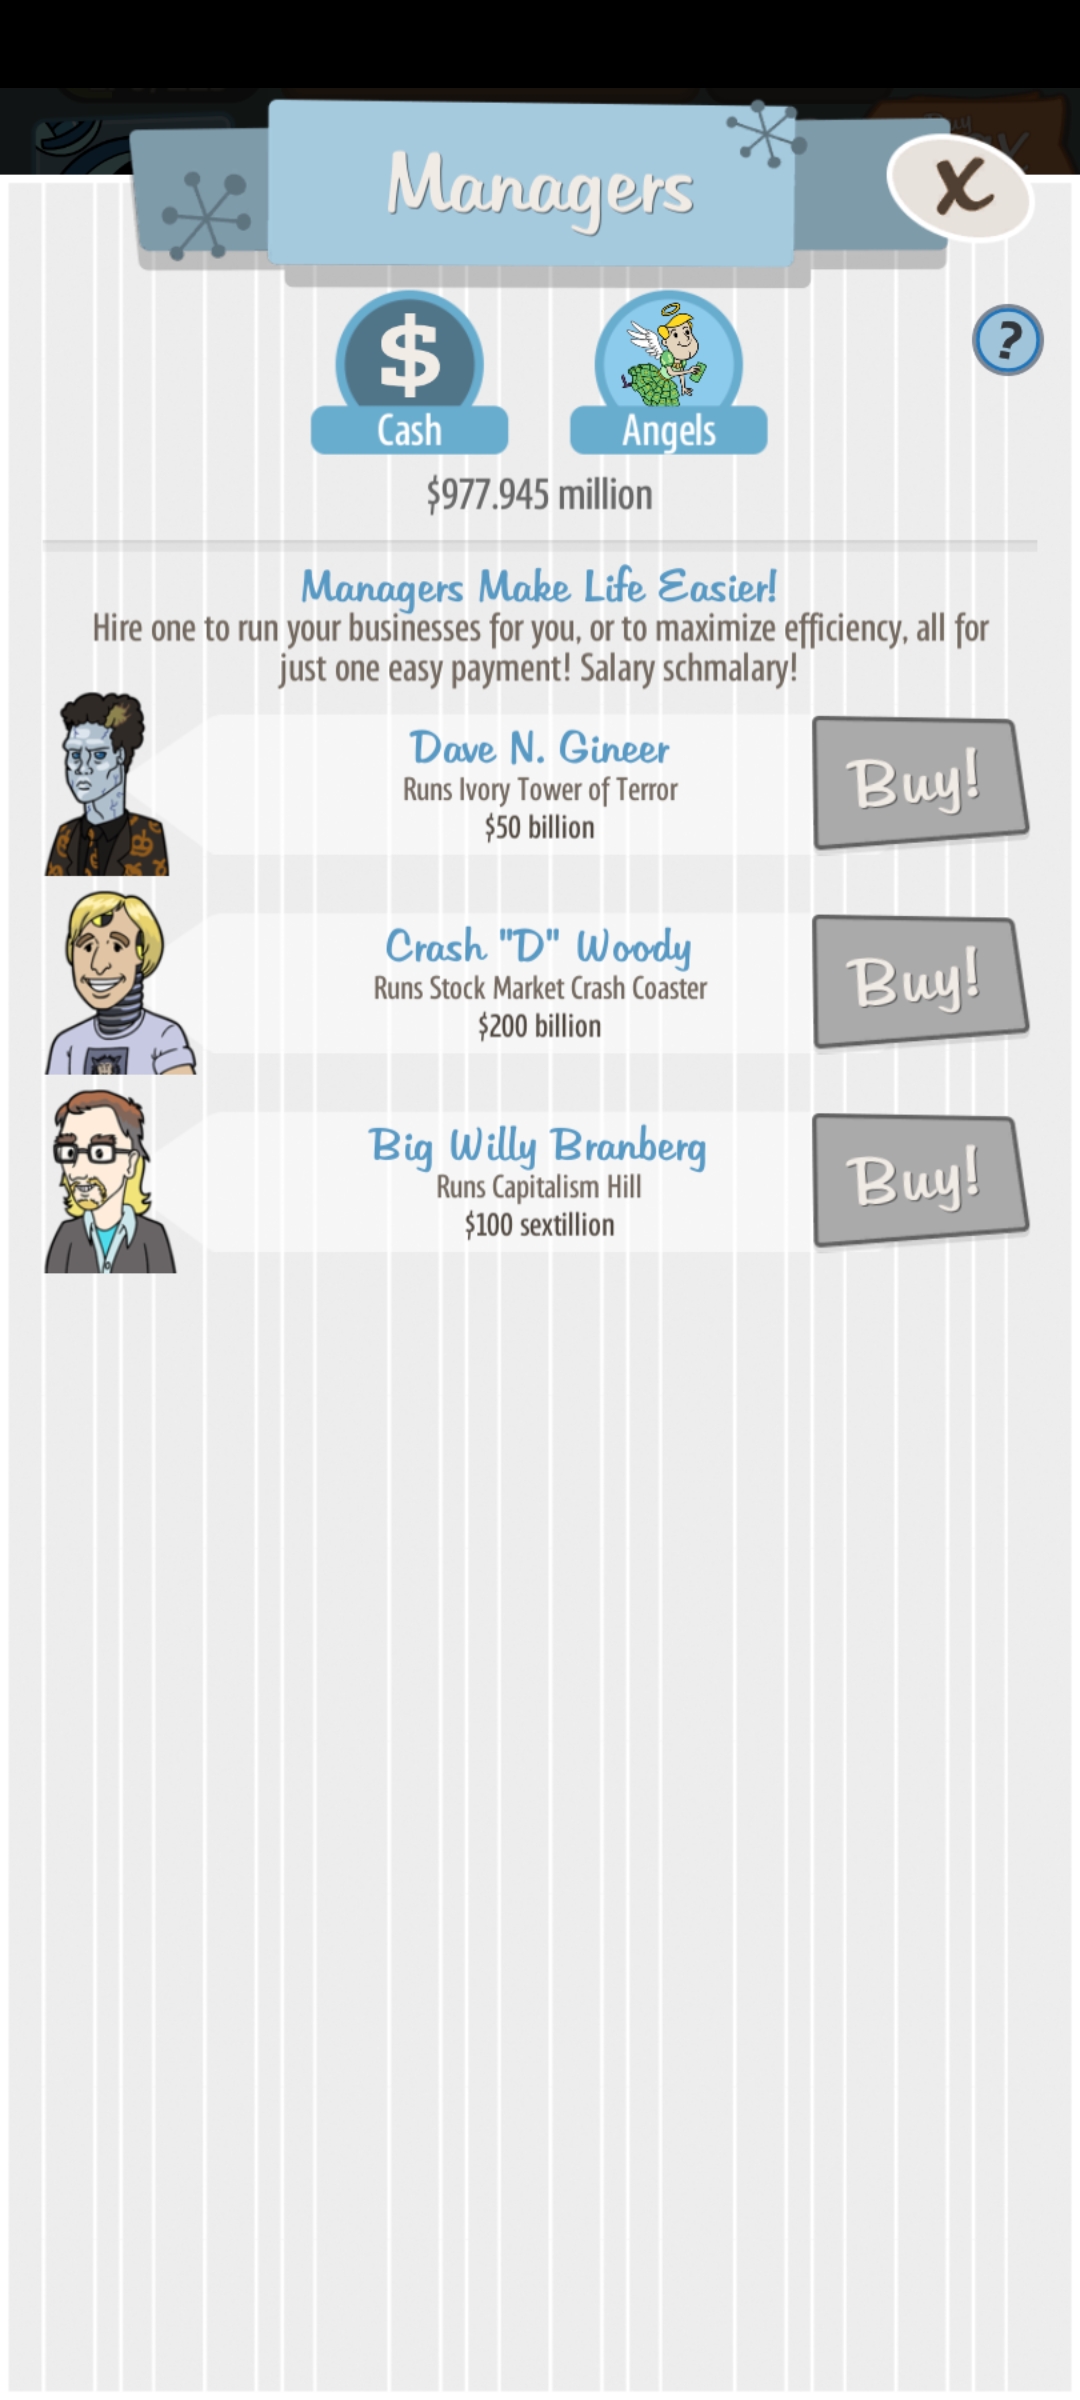 Managers
X
$
?
Cash
Angels
$977.945 million
Managers Make Life Easier!
Hire one to run your businesses for you, or to maximize efficiency, all for
just one easy payment! Salary schmalary!
Dave N. Gineer
Runs Ivory Tower of Terror
$50 billion
Buy!
Crash "D" Woody
Runs Stock Market Crash Coaster
$200 billion
Buy!
Big Willy Branberg
Runs Capitalism Hill
$100 sextillion
Buy!